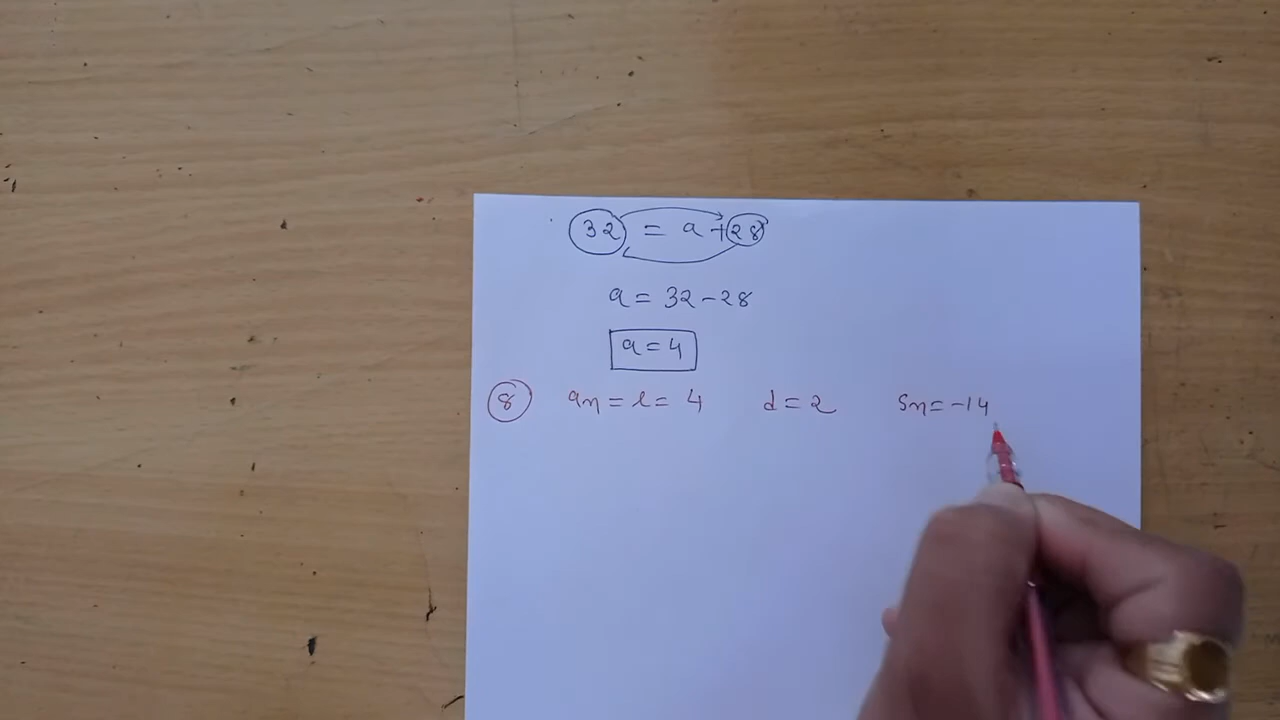 32 = a+28
a = 32-28
a=4
8 an = l = 4 d = 2 Sn = -14